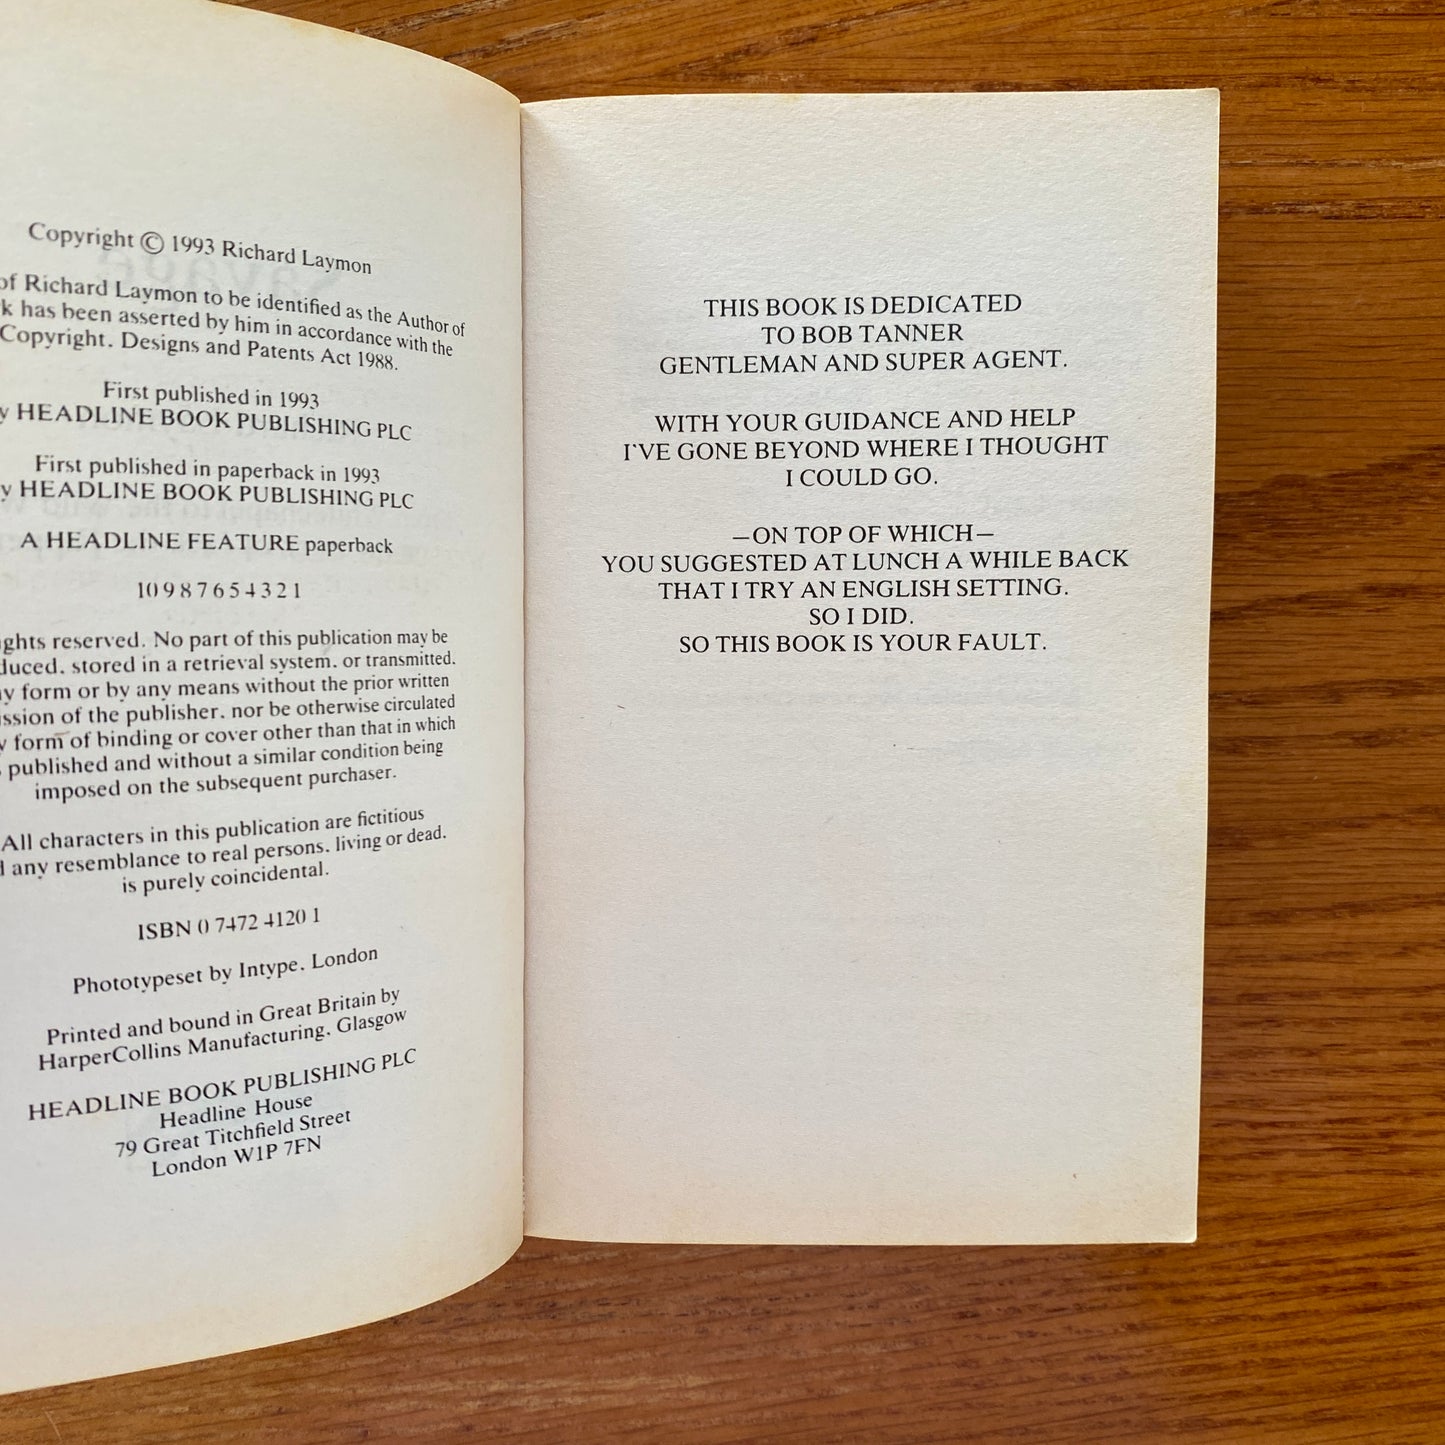 Copyright © 1993 Richard Laymon
of Richard Laymon to be identified as the Author of
has been asserted by him in accordance with the
Copyright. Designs and Patents Act 1988.
First published in 1993
HEADLINE BOOK PUBLISHING PLC
First published in paperback in 1993
HEADLINE BOOK PUBLISHING PLC
A HEADLINE FEATURE paperback
10 9 8 7 6 5 4 3 2 1
ghts reserved. No part of this publication may be
duced. stored in a retrieval system. or transmitted.
form or by any means without the prior written
ssion of the publisher. nor be otherwise circulated
form of binding or cover other than that in which
published and without a similar condition being
imposed on the subsequent purchaser.
All characters in this publication are fictitious
any resemblance to real persons. living or dead.
is purely coincidental.
ISBN 0 7472 4120 1
Phototypeset by Intype. London
Printed and bound in Great Britain by
HarperCollins Manufacturing. Glasgow
HEADLINE BOOK PUBLISHING PLC
Headline House
79 Great Titchfield Street
London W1P 7FN
THIS BOOK IS DEDICATED
TO BOB TANNER
GENTLEMAN AND SUPER AGENT.
WITH YOUR GUIDANCE AND HELP
I'VE GONE BEYOND WHERE I THOUGHT
I COULD GO.
—ON TOP OF WHICH—
YOU SUGGESTED AT LUNCH A WHILE BACK
THAT I TRY AN ENGLISH SETTING.
SO I DID.
SO THIS BOOK IS YOUR FAULT.